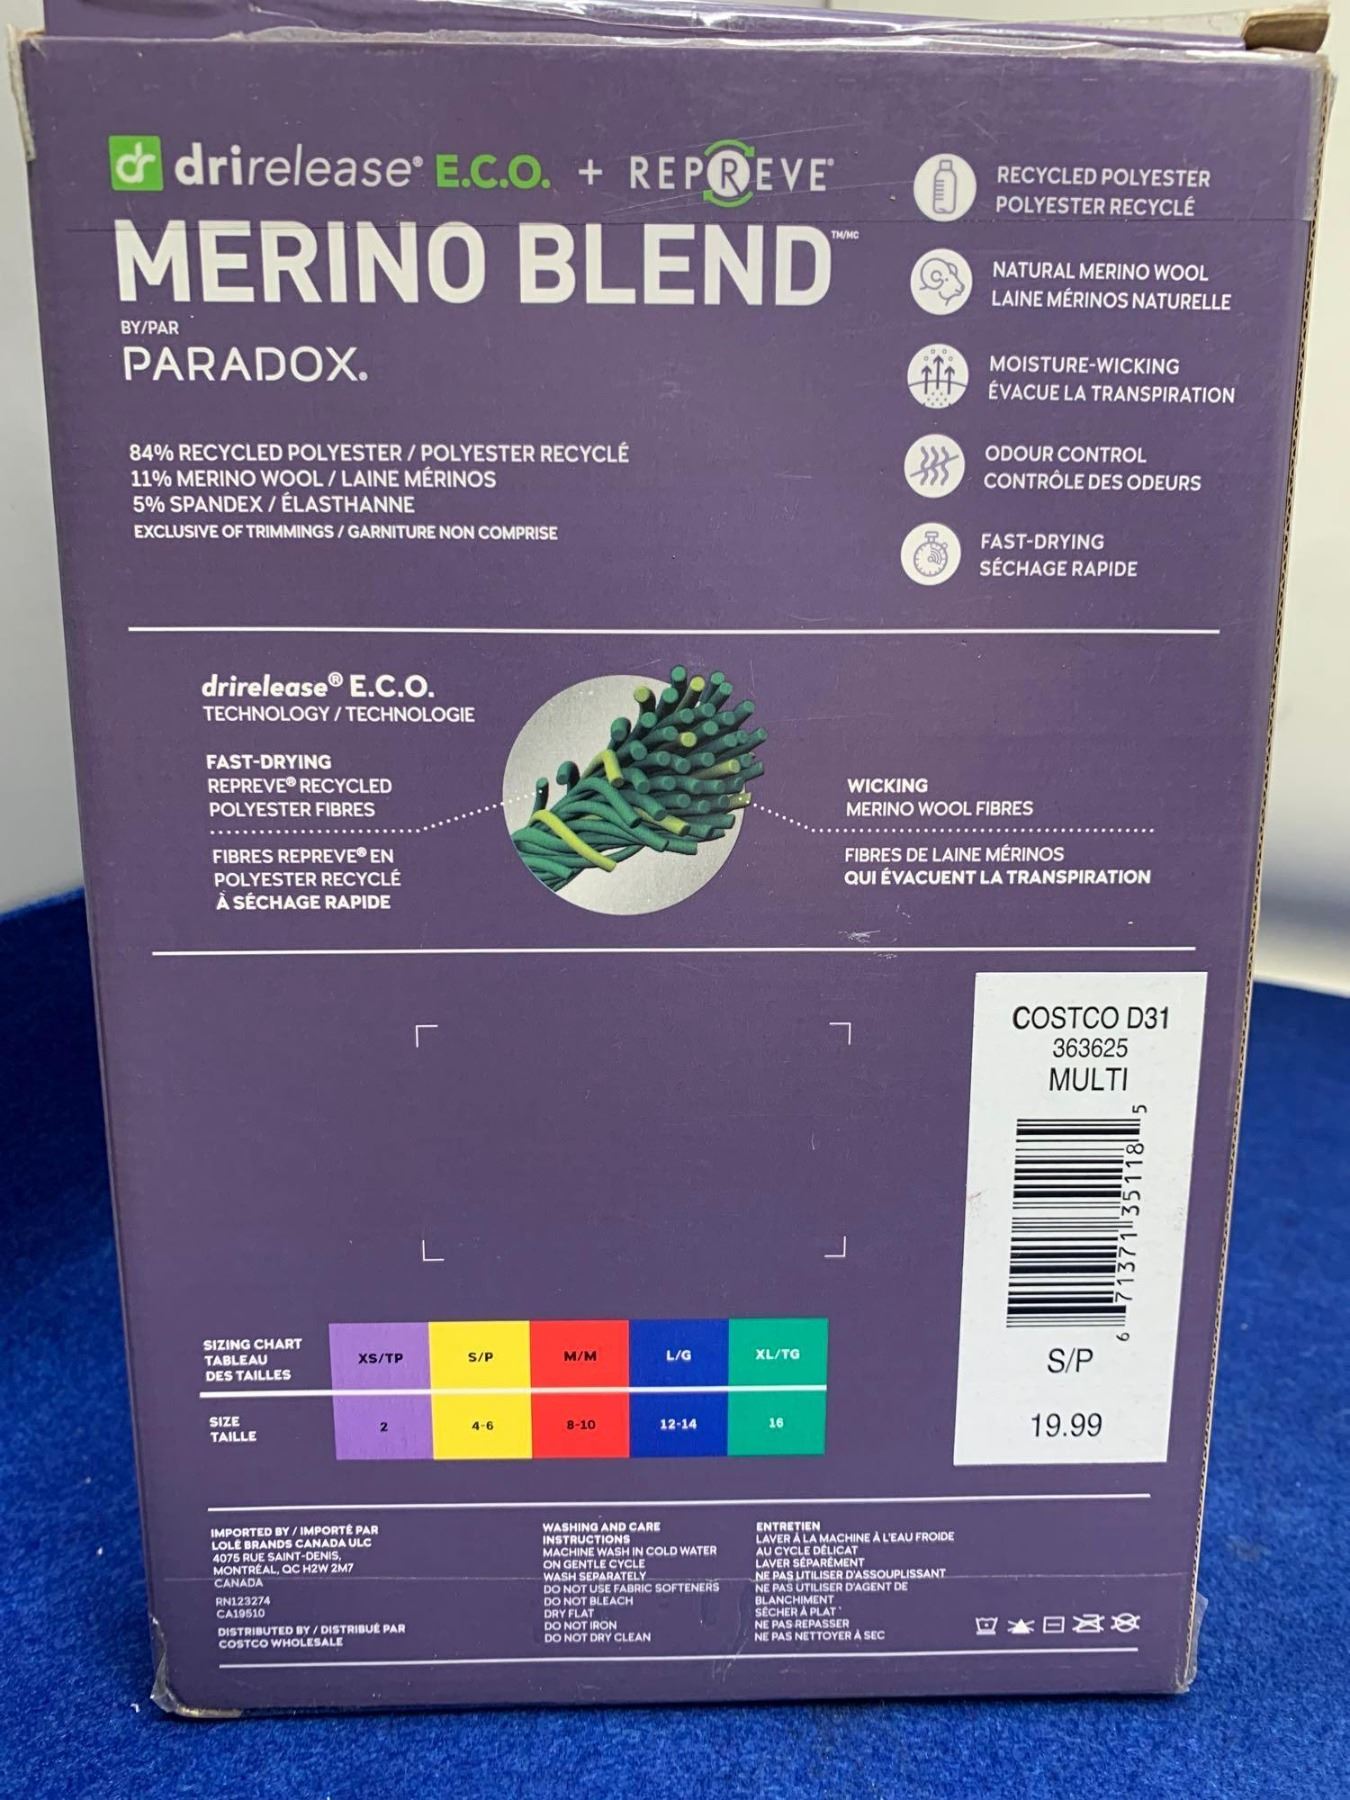 dr drirelease® E.C.O. + REPREVE®
MERINO BLEND TM/MC
BY/PAR
PARADOX®
84% RECYCLED POLYESTER / POLYESTER RECYCLÉ
11% MERINO WOOL / LAINE MÉRINOS
5% SPANDEX / ÉLASTHANNE
EXCLUSIVE OF TRIMMINGS / GARNITURE NON COMPRISE
RECYCLED POLYESTER
POLYESTER RECYCLÉ
NATURAL MERINO WOOL
LAINE MÉRINOS NATURELLE
MOISTURE-WICKING
ÉVACUE LA TRANSPIRATION
ODOUR CONTROL
CONTRÔLE DES ODEURS
FAST-DRYING
SÉCHAGE RAPIDE
drirelease® E.C.O.
TECHNOLOGY / TECHNOLOGIE
FAST-DRYING
REPREVE® RECYCLED
POLYESTER FIBRES
FIBRES REPREVE® EN
POLYESTER RECYCLÉ
À SÉCHAGE RAPIDE
WICKING
MERINO WOOL FIBRES
FIBRES DE LAINE MÉRINOS
QUI ÉVACUENT LA TRANSPIRATION
COSTCO D31
363625
MULTI
6 71371 35118 5
S/P
19.99
SIZING CHART
TABLEAU
DES TAILLES
XS/TP S/P M/M L/G XL/TG
SIZE
TAILLE
2 4-6 8-10 12-14 16
IMPORTED BY / IMPORTÉ PAR
LOLË BRANDS CANADA ULC
4075 RUE SAINT-DENIS,
MONTRÉAL, QC H2W 2M7
CANADA
RN123274
CA19510
DISTRIBUTED BY / DISTRIBUÉ PAR
COSTCO WHOLESALE
WASHING AND CARE
INSTRUCTIONS
MACHINE WASH IN COLD WATER
ON GENTLE CYCLE
WASH SEPARATELY
DO NOT USE FABRIC SOFTENERS
DO NOT BLEACH
DRY FLAT
DO NOT IRON
DO NOT DRY CLEAN
ENTRETIEN
LAVER À LA MACHINE À L'EAU FROIDE
AU CYCLE DÉLICAT
LAVER SÉPARÉMENT
NE PAS UTILISER D'ASSOUPLISSANT
NE PAS UTILISER D'AGENT DE
BLANCHIMENT
SÉCHER À PLAT
NE PAS REPASSER
NE PAS NETTOYER À SEC